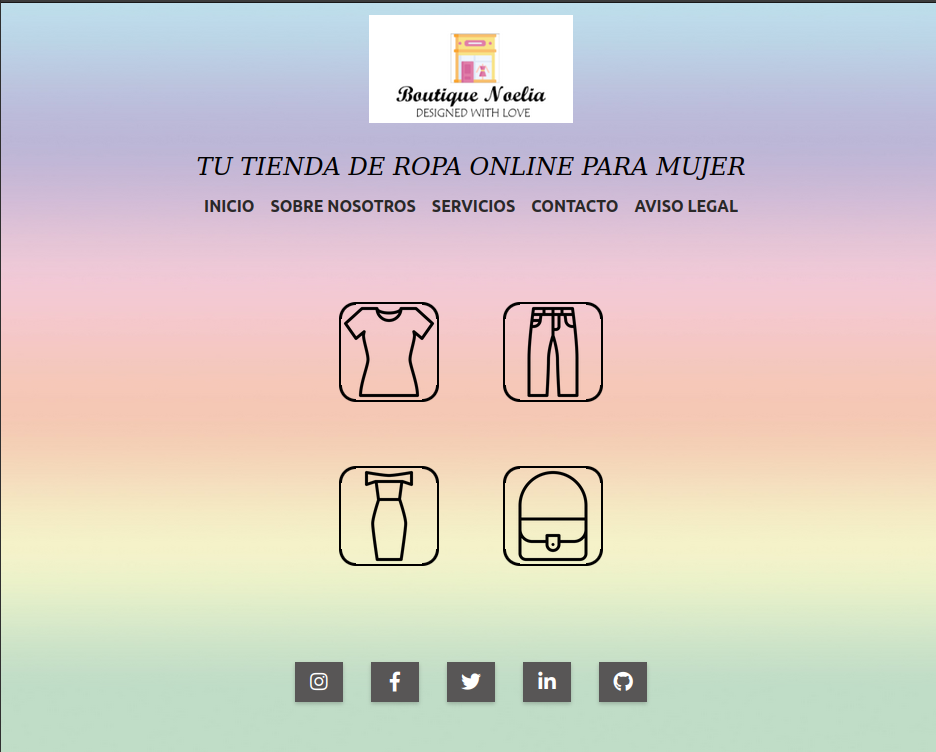 Boutique Noelia
DESIGNED WITH LOVE
TU TIENDA DE ROPA ONLINE PARA MUJER
INICIO SOBRE NOSOTROS SERVICIOS CONTACTO AVISO LEGAL